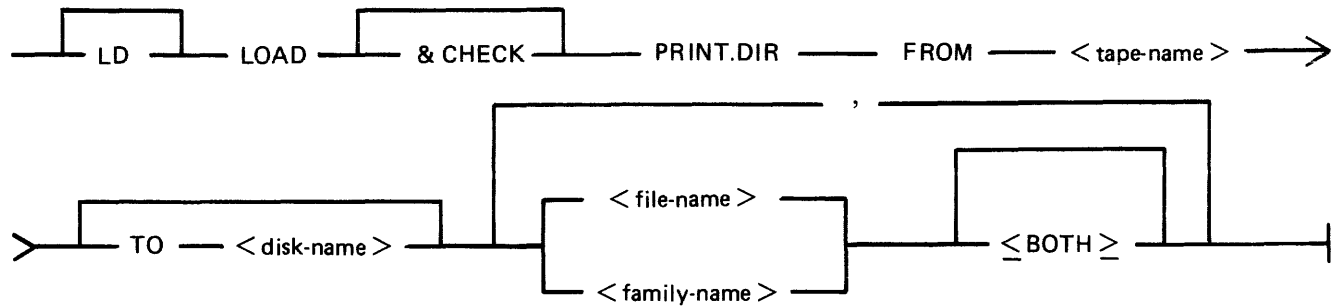 LD LOAD & CHECK PRINT.DIR FROM <tape-name>
,
TO <disk-name> <file-name> <BOTH>
<family-name>